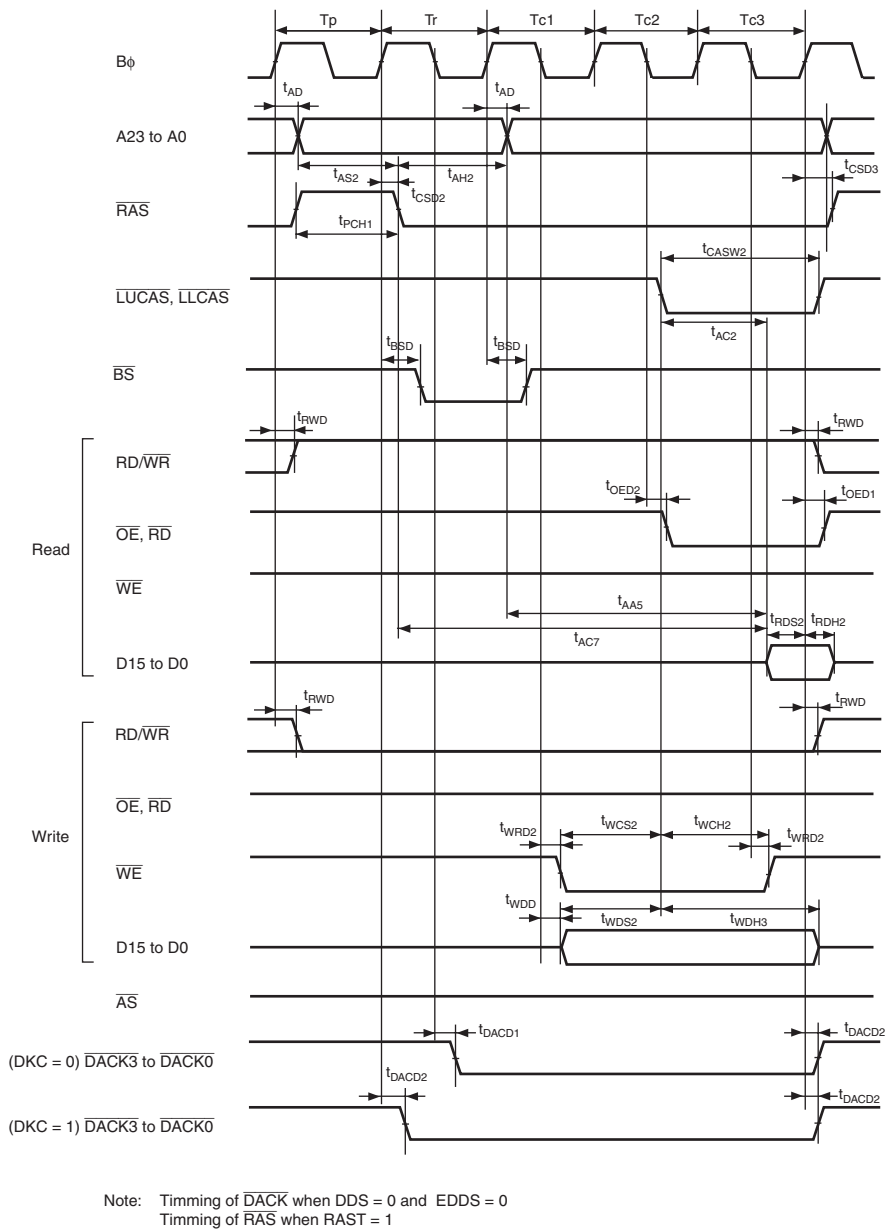 Tp Tr Tc1 Tc2 Tc3
Bφ
tAD tAD
A23 to A0
tAS2 tAH2 tCSD3
tCSD2
RAS
tPCH1
tCASW2
LUCAS, LLCAS
tAC2
tBSD tBSD
BS
tRWD tRWD
RD/WR
tOED2 tOED1
OE, RD
Read
WE
tAA5
tRDS2 tRDH2
tAC7
D15 to D0
tRWD tRWD
RD/WR
OE, RD
Write
tWRD2 tWCS2 tWCH2 tWRD2
WE
tWDD tWDS2 tWDH3
D15 to D0
AS
tDACD1 tDACD2
(DKC = 0) DACK3 to DACK0
tDACD2 tDACD2
(DKC = 1) DACK3 to DACK0
Note: Timming of DACK when DDS = 0 and EDDS = 0
Timming of RAS when RAST = 1